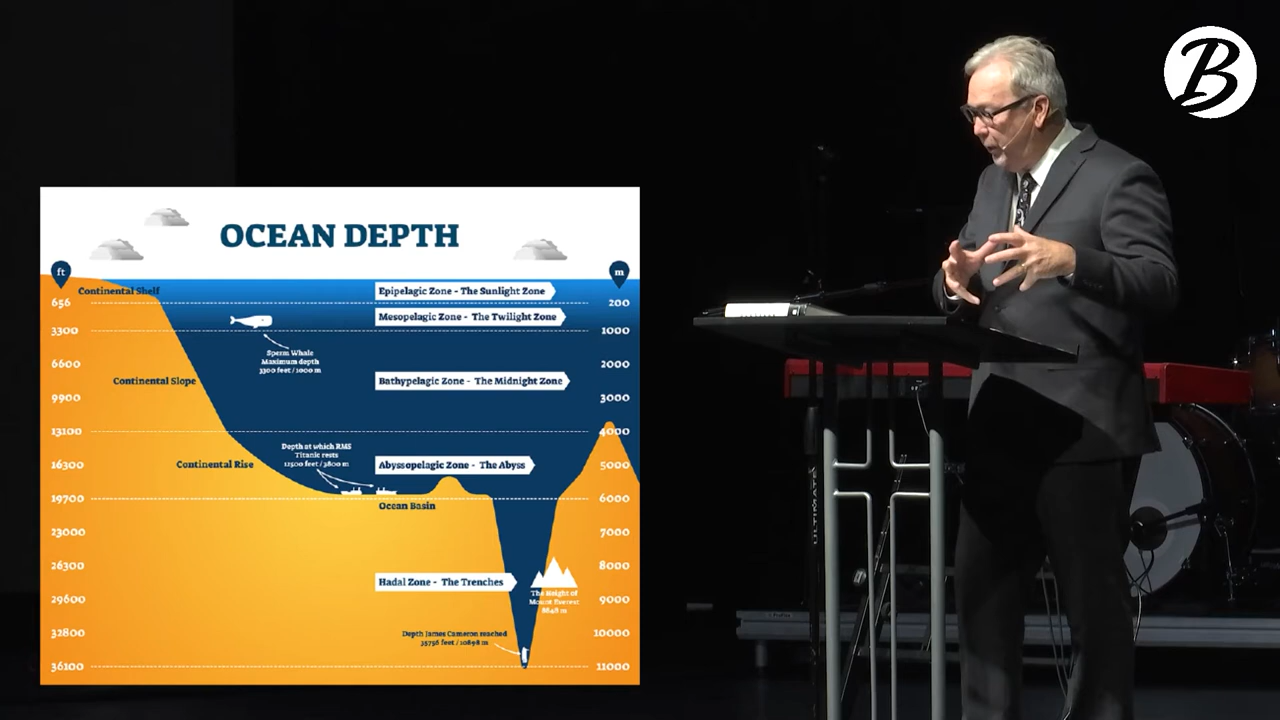 B
OCEAN DEPTH
ft
m
Continental Shelf
Epipelagic Zone - The Sunlight Zone
656
200
Mesopelagic Zone - The Twilight Zone
3300
1000
Sperm Whale
Maximum depth
3300 feet / 1000 m
6600
2000
Continental Slope
Bathypelagic Zone - The Midnight Zone
9900
3000
13100
4000
Depth at which RMS
Titanic rests
12500 feet / 3800 m
Continental Rise
Abyssopelagic Zone - The Abyss
16300
5000
19700
6000
Ocean Basin
23000
7000
26300
8000
Hadal Zone - The Trenches
The Height of
Mount Everest
8848 m
29600
9000
Depth James Cameron reached
35756 feet / 10898 m
32800
10000
36100
11000
ULTIMATE